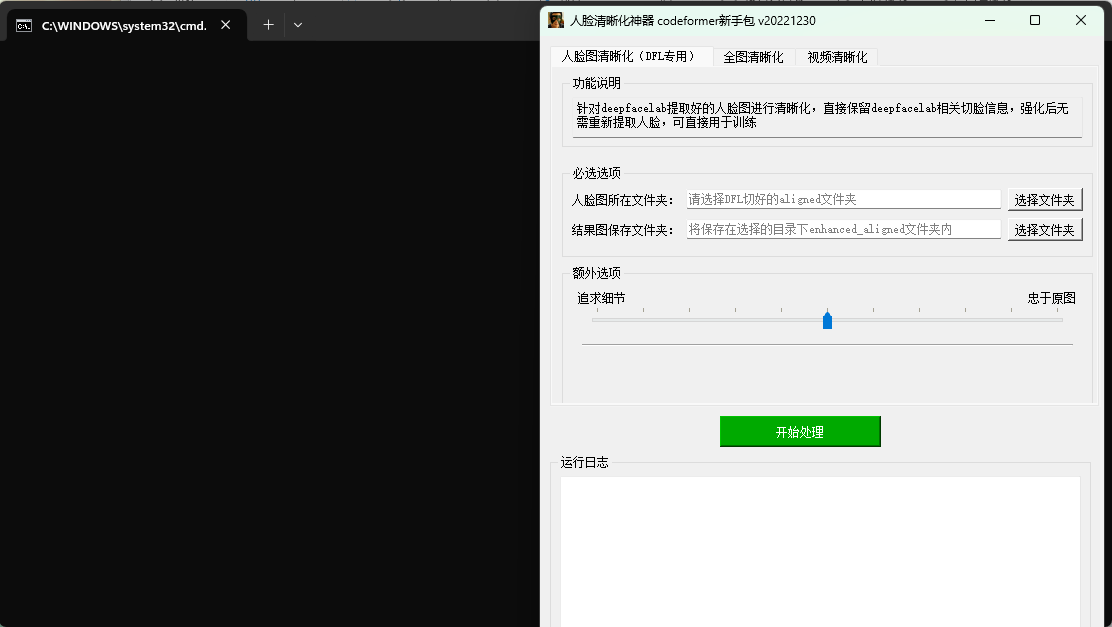 C:\WINDOWS\system32\cmd.
人脸清晰化神器 codeformer新手包 v20221230
人脸图清晰化（DFL专用）
全图清晰化
视频清晰化
功能说明
针对deepfacelab提取好的人脸图进行清晰化，直接保留deepfacelab相关切脸信息，强化后无
需重新提取人脸，可直接用于训练
必选选项
人脸图所在文件夹：
请选择DFL切好的aligned文件夹
选择文件夹
结果图保存文件夹：
将保存在选择的目录下enhanced_aligned文件夹内
选择文件夹
额外选项
追求细节
忠于原图
开始处理
运行日志